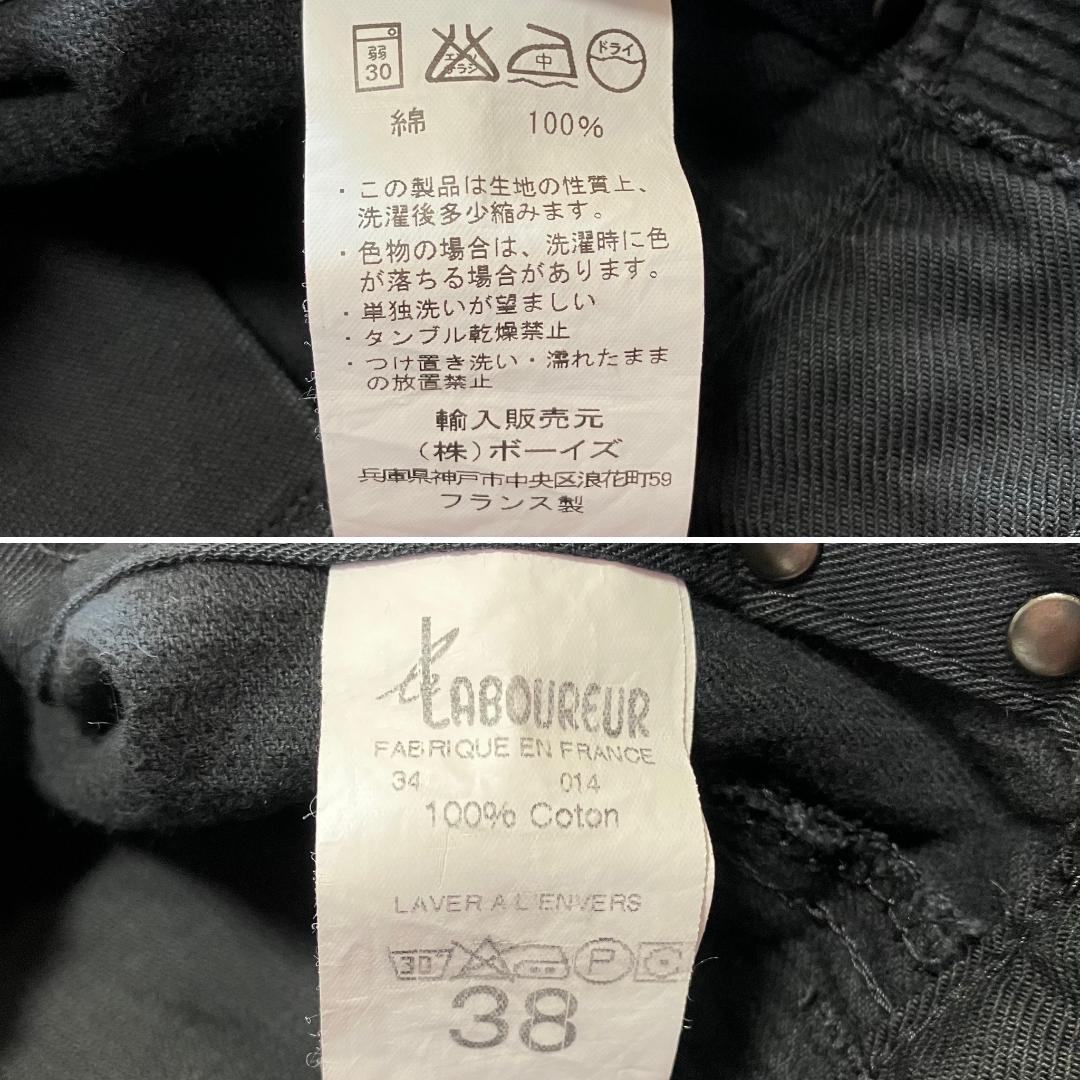 弱
30
エンソ
サラシ
中
ドライ
綿 100%
・この製品は生地の性質上、
洗濯後多少縮みます。
・色物の場合は、洗濯時に色
が落ちる場合があります。
・単独洗いが望ましい
・タンブル乾燥禁止
・つけ置き洗い・濡れたまま
の放置禁止
輸入販売元
(株)ボーイズ
兵庫県神戸市中央区浪花町59
フランス製
Le LABOUREUR
FABRIQUE EN FRANCE
34 014
100% Coton
LAVER A L'ENVERS
30 P
38